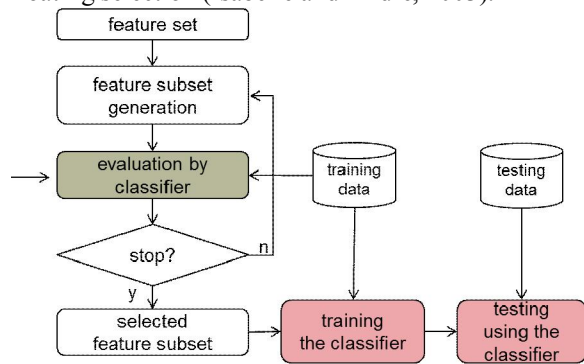 feature set
feature subset
generation
evaluation by
classifier
training
data
testing
data
stop?
n
y
selected
feature subset
training
the classifier
testing
using the
classifier